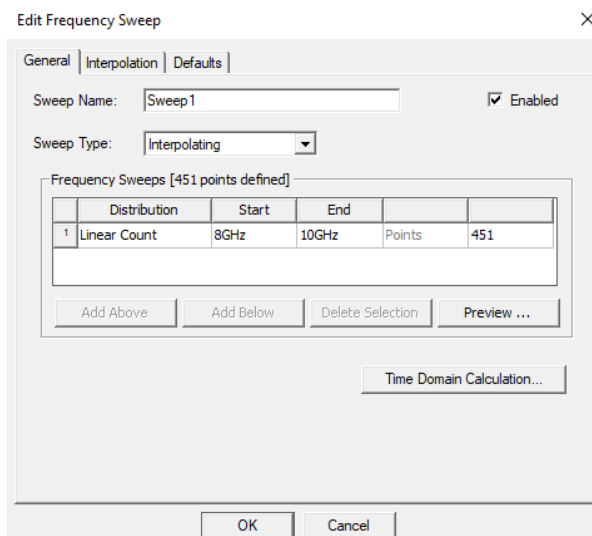 Edit Frequency Sweep
General Interpolation Defaults
Sweep Name: Sweep1 Enabled
Sweep Type: Interpolating
Frequency Sweeps [451 points defined]
Distribution Start End
1 Linear Count 8GHz 10GHz Points 451
Add Above Add Below Delete Selection Preview ...
Time Domain Calculation...
OK Cancel